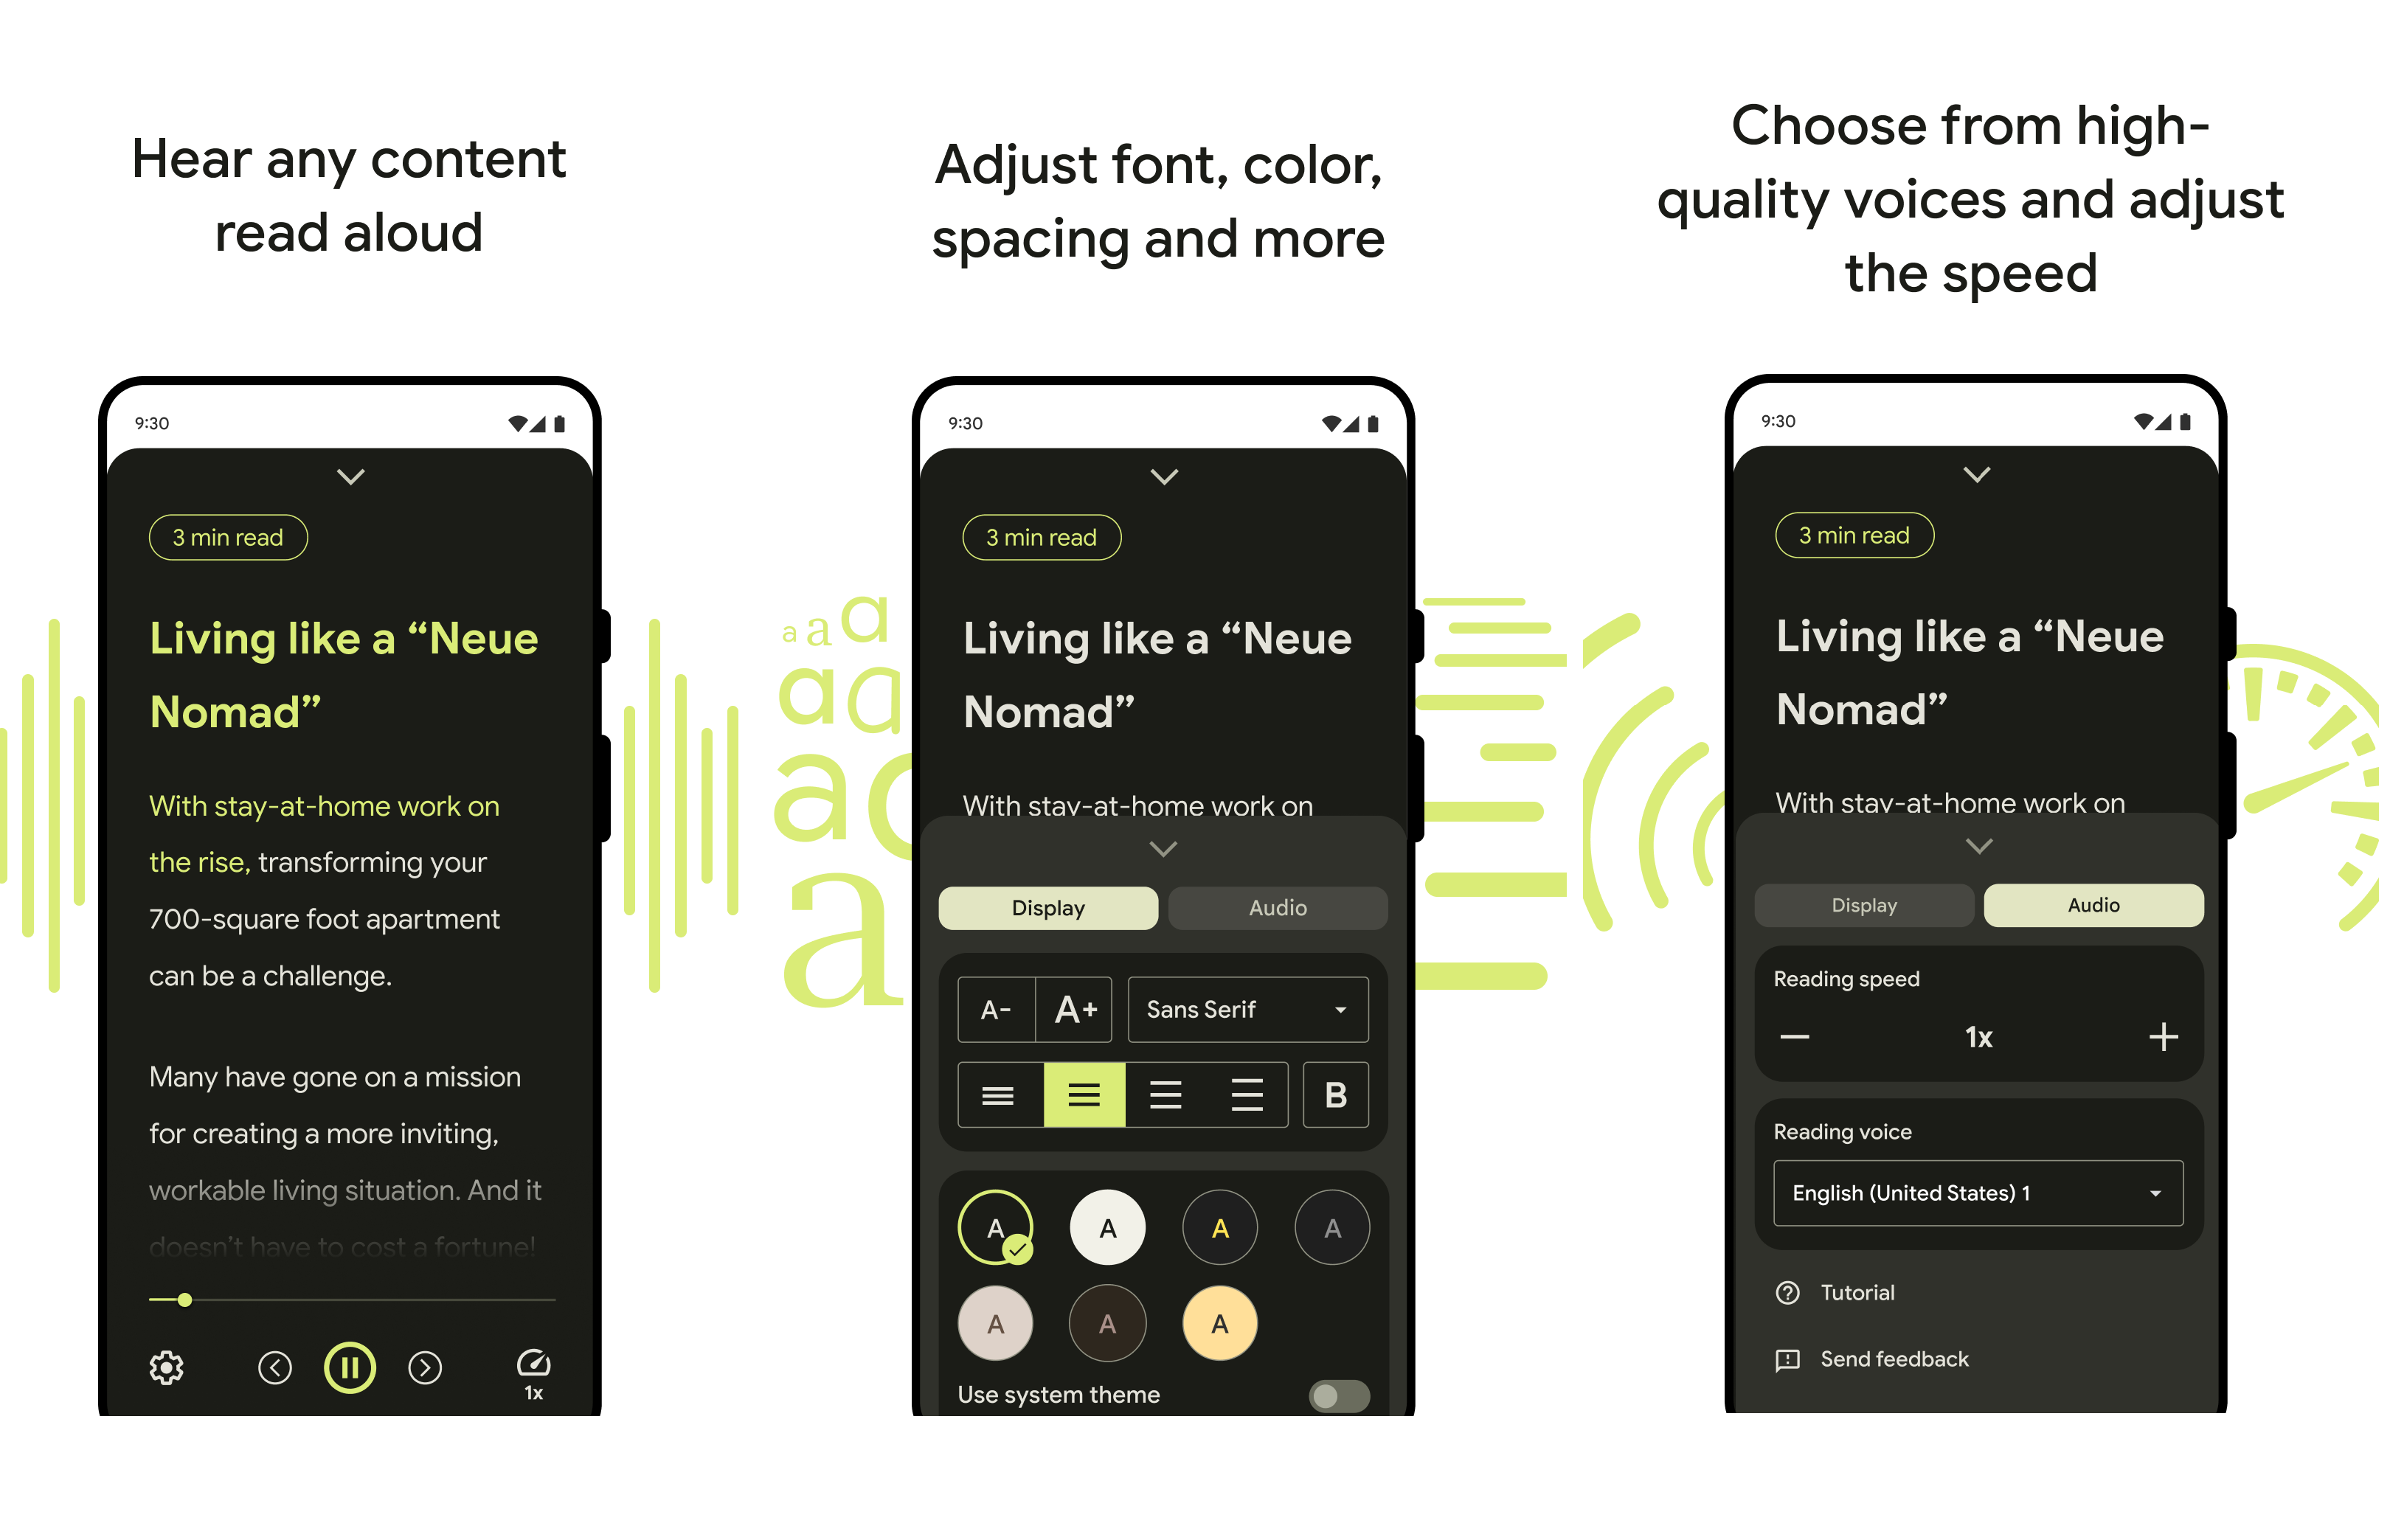 Hear any content
read aloud
9:30
3 min read
Living like a “Neue
Nomad”
With stay-at-home work on
the rise, transforming your
700-square foot apartment
can be a challenge.
Many have gone on a mission
for creating a more inviting,
workable living situation. And it
doesn’t have to cost a fortune!
1x
Adjust font, color,
spacing and more
a a a
a a
a a
a
9:30
3 min read
Living like a “Neue
Nomad”
With stay-at-home work on
Display Audio
A- A+ Sans Serif
B
A A A A
A A A
Use system theme
Choose from high-
quality voices and adjust
the speed
9:30
3 min read
Living like a “Neue
Nomad”
With stay-at-home work on
Display Audio
Reading speed
1x
Reading voice
English (United States) 1
Tutorial
Send feedback